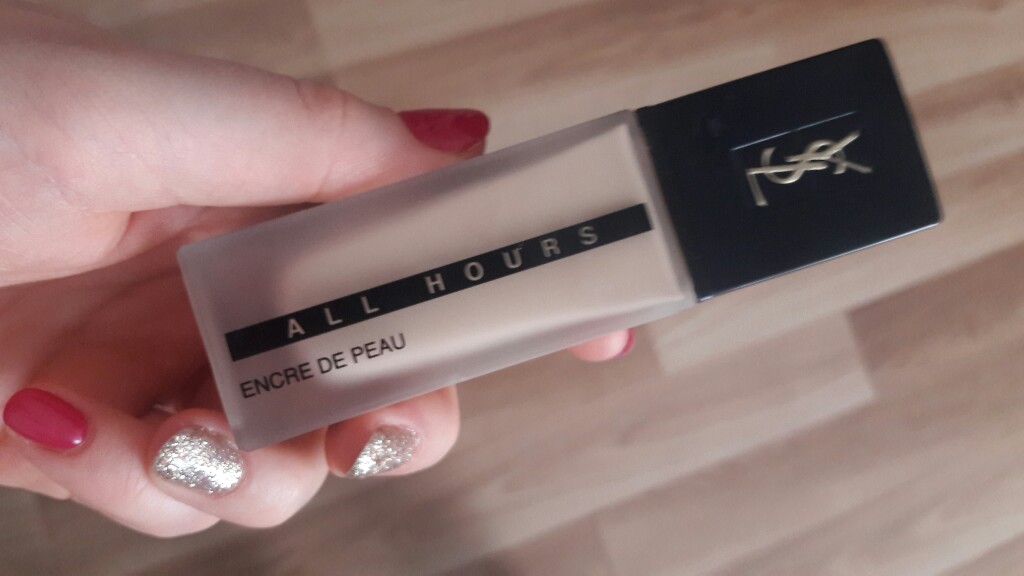 YSL
ALL HOURS
ENCRE DE PEAU